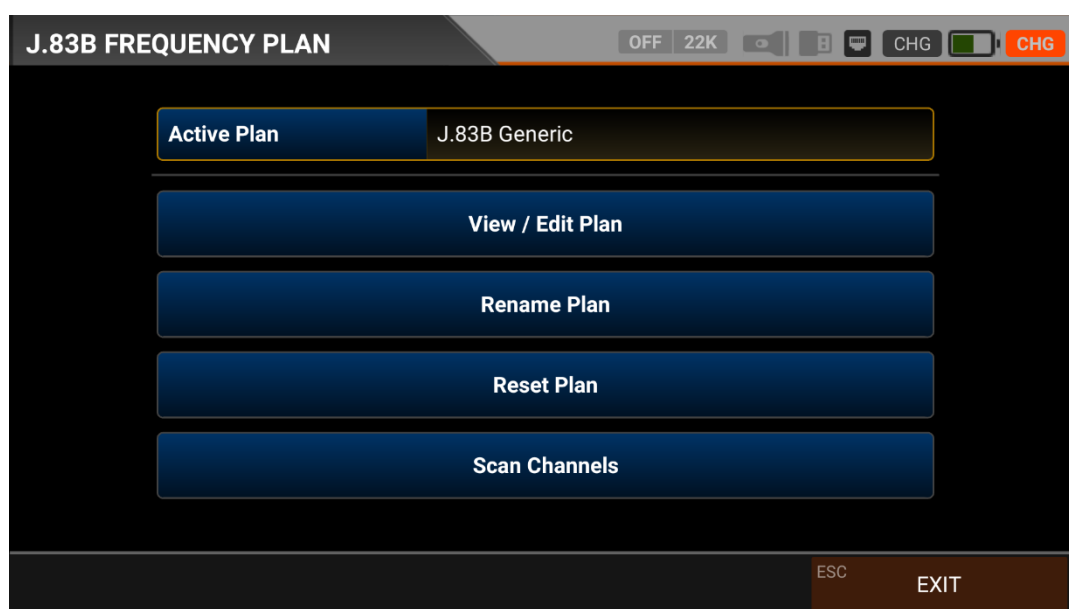 J.83B FREQUENCY PLAN
OFF 22K CHG CHG
Active Plan J.83B Generic
View / Edit Plan
Rename Plan
Reset Plan
Scan Channels
ESC EXIT